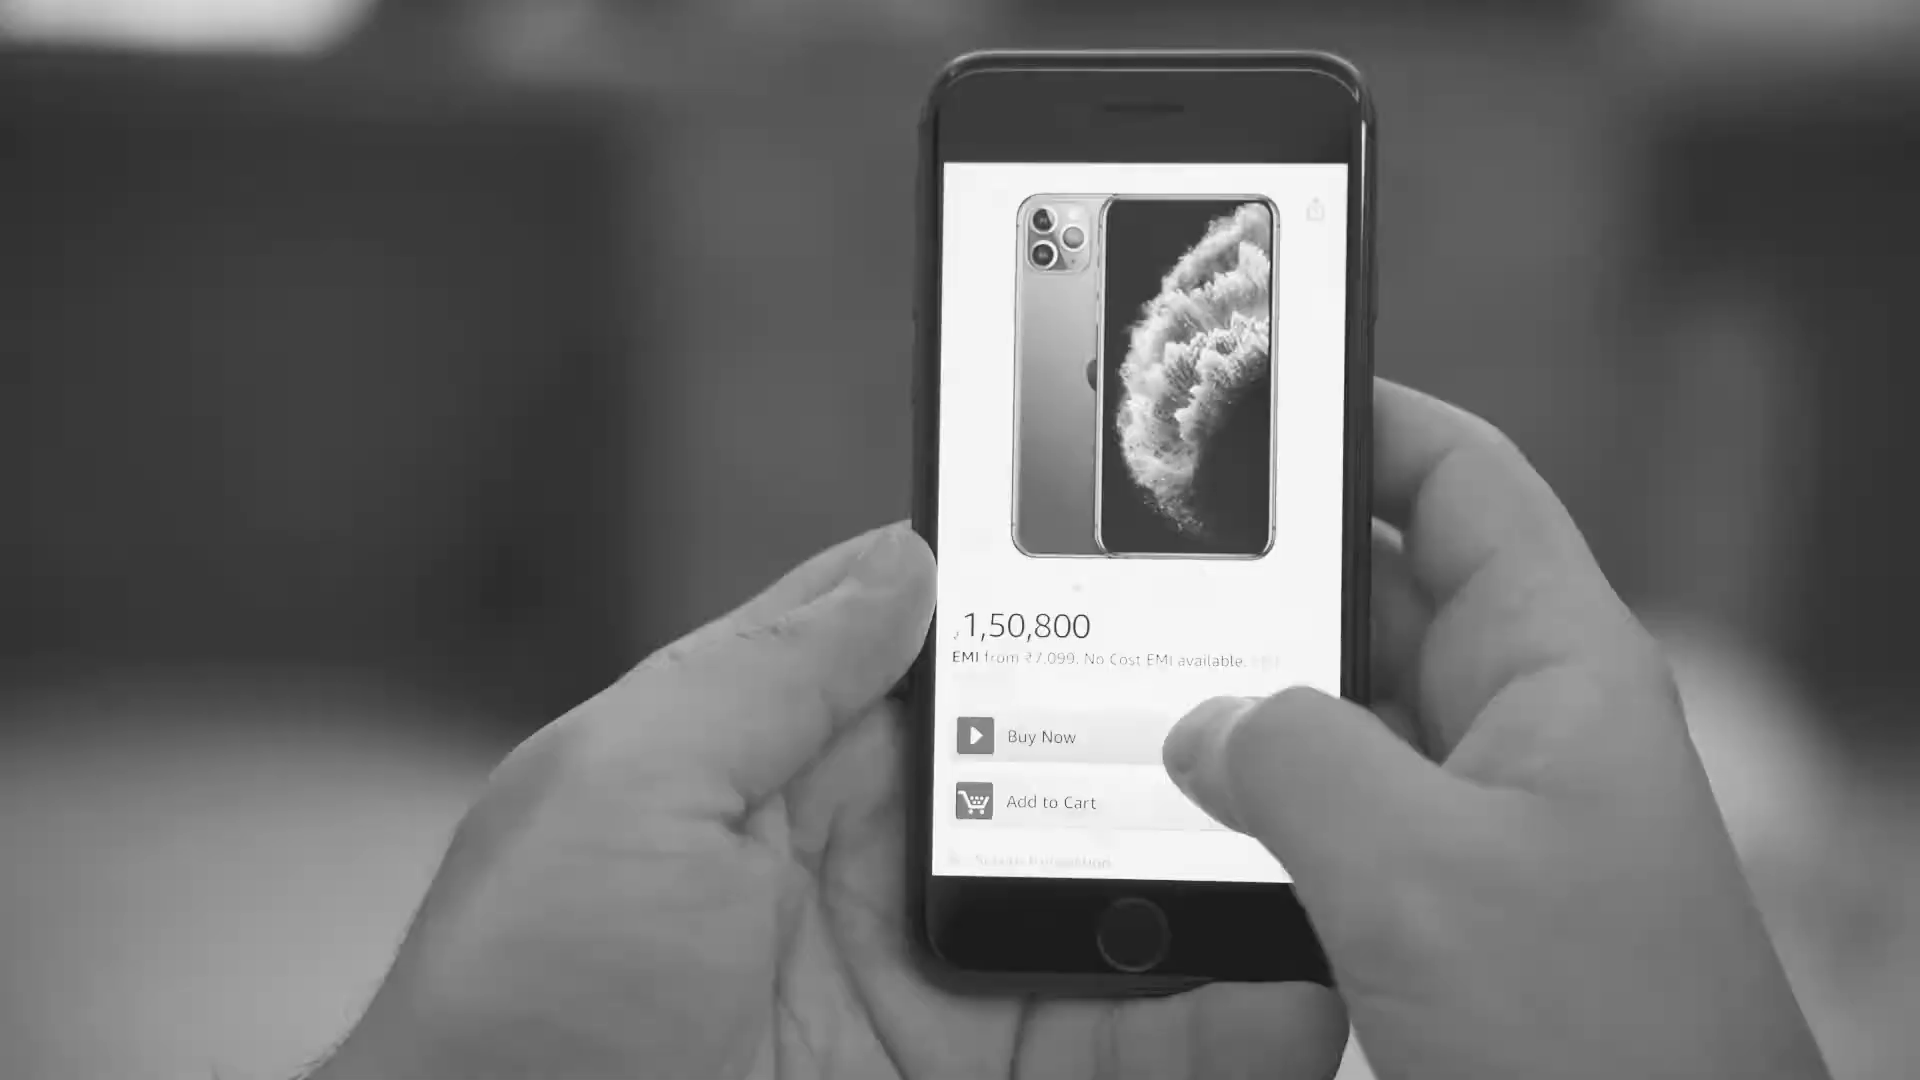 ₹1,50,800
EMI from ₹7,099. No Cost EMI available.
Buy Now
Add to Cart